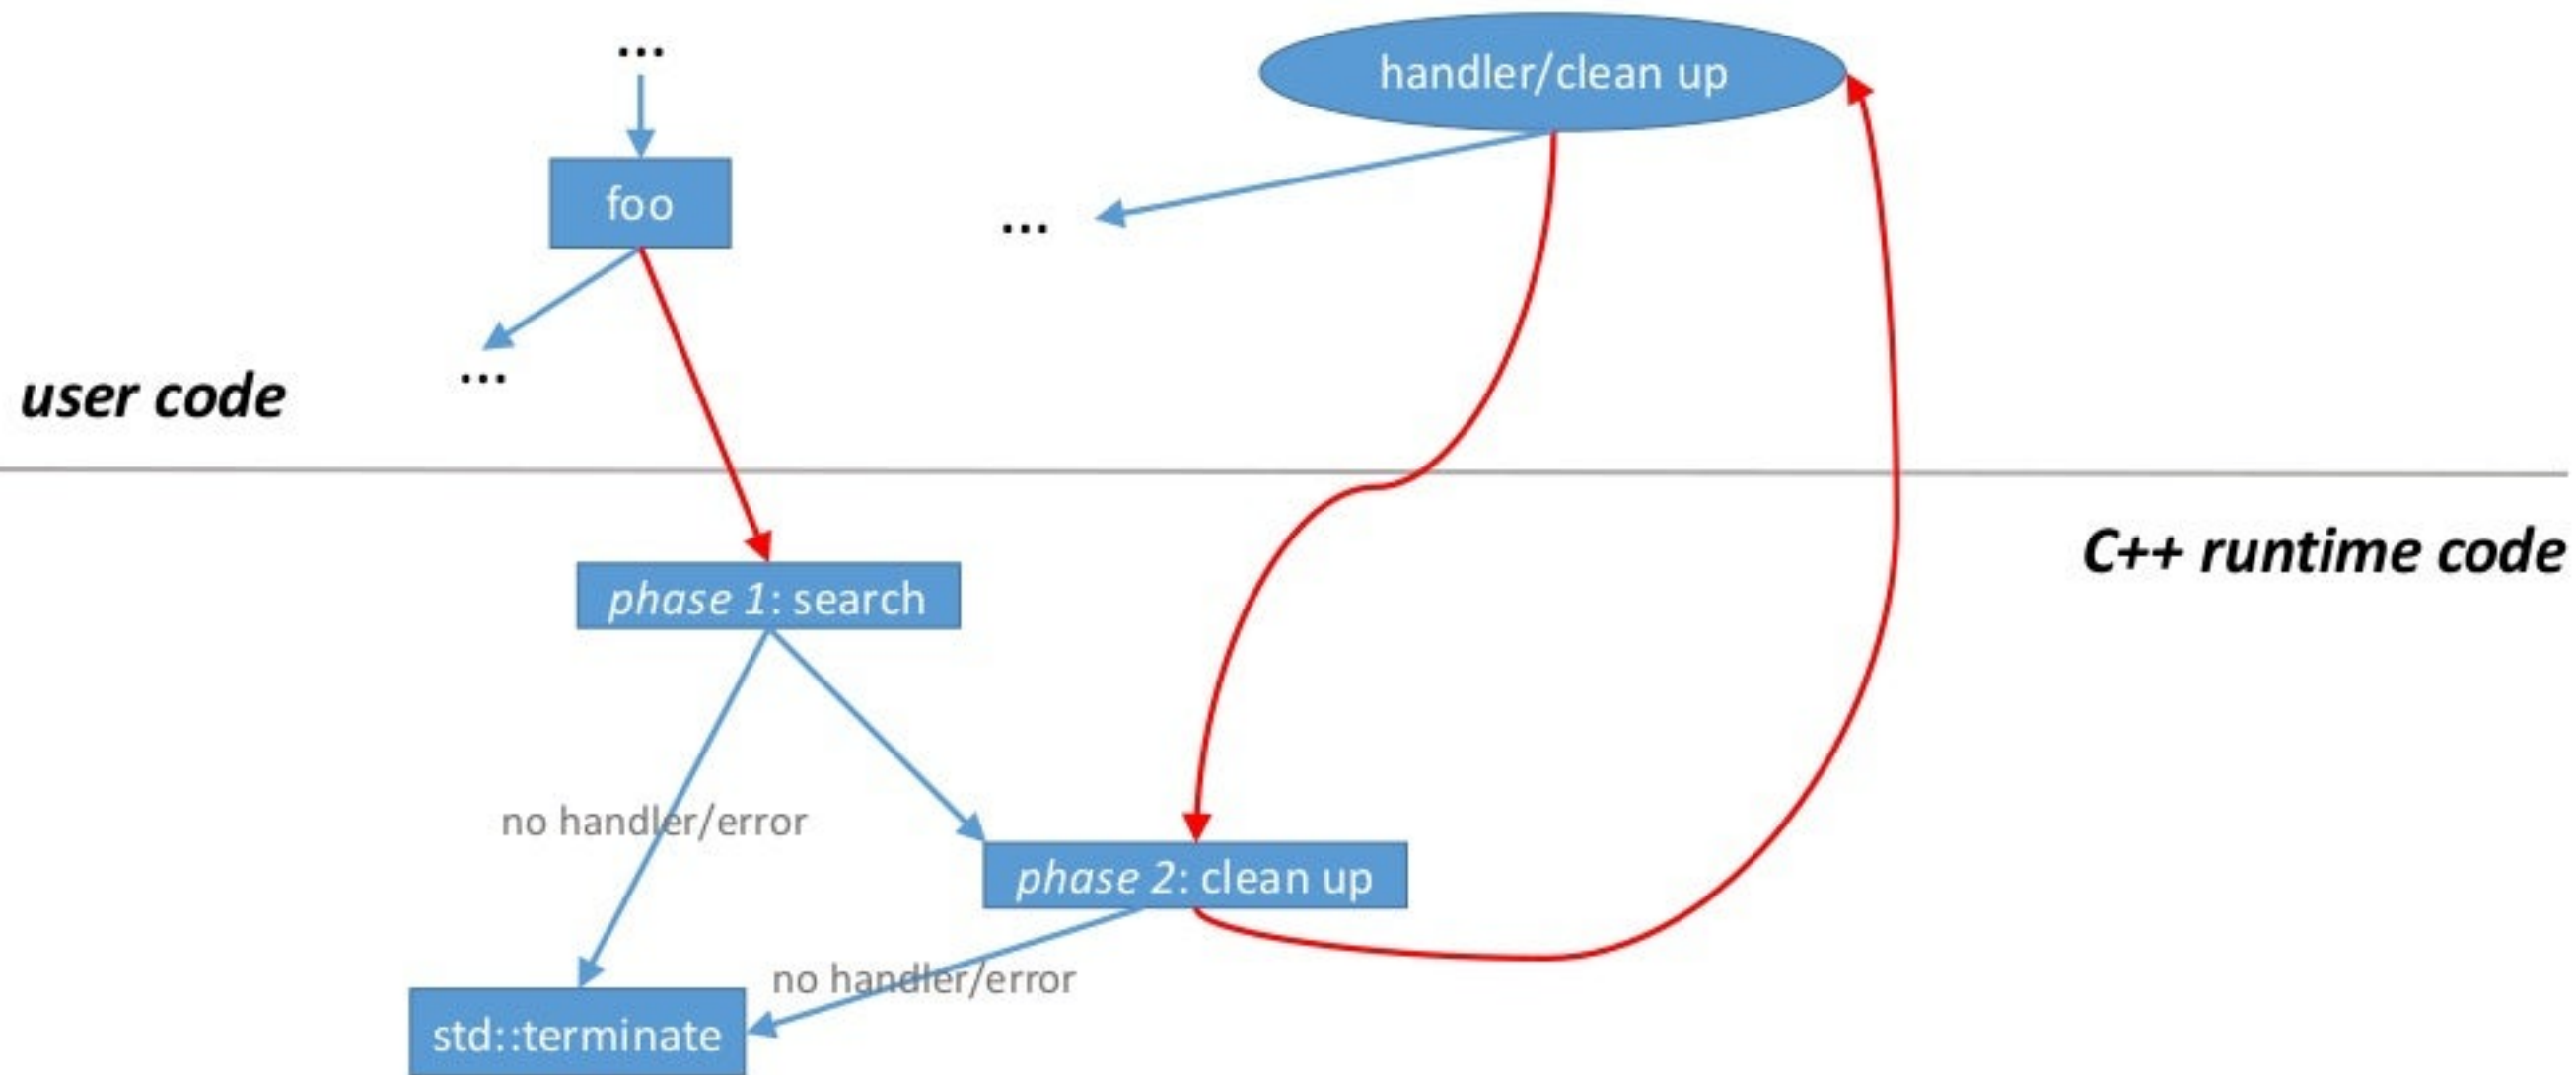 ...
handler/clean up
foo
...
...
user code
C++ runtime code
phase 1: search
no handler/error
phase 2: clean up
no handler/error
std::terminate